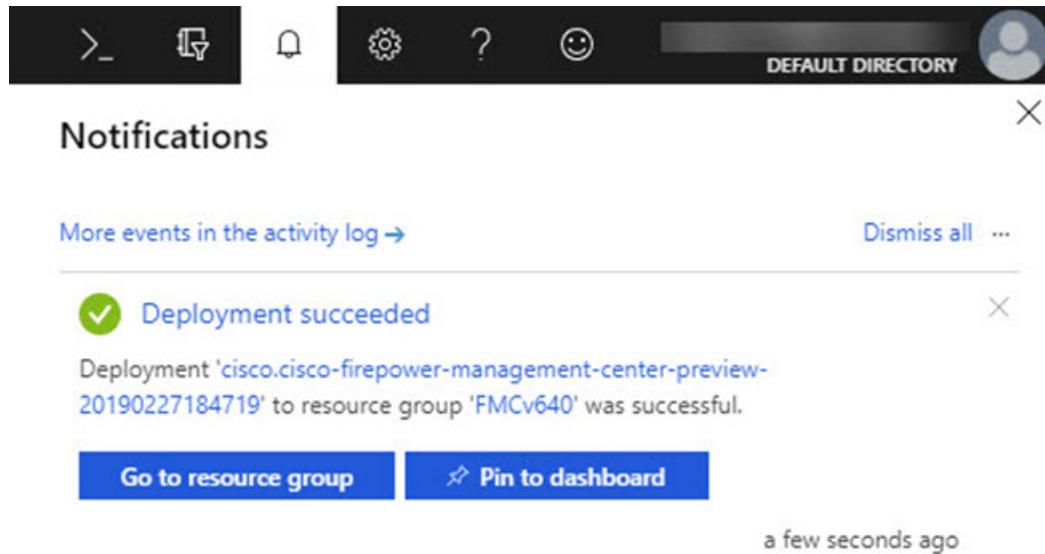 DEFAULT DIRECTORY
Notifications
More events in the activity log →
Dismiss all ...
Deployment succeeded
Deployment 'cisco.cisco-firepower-management-center-preview-
20190227184719' to resource group 'FMCv640' was successful.
Go to resource group
Pin to dashboard
a few seconds ago